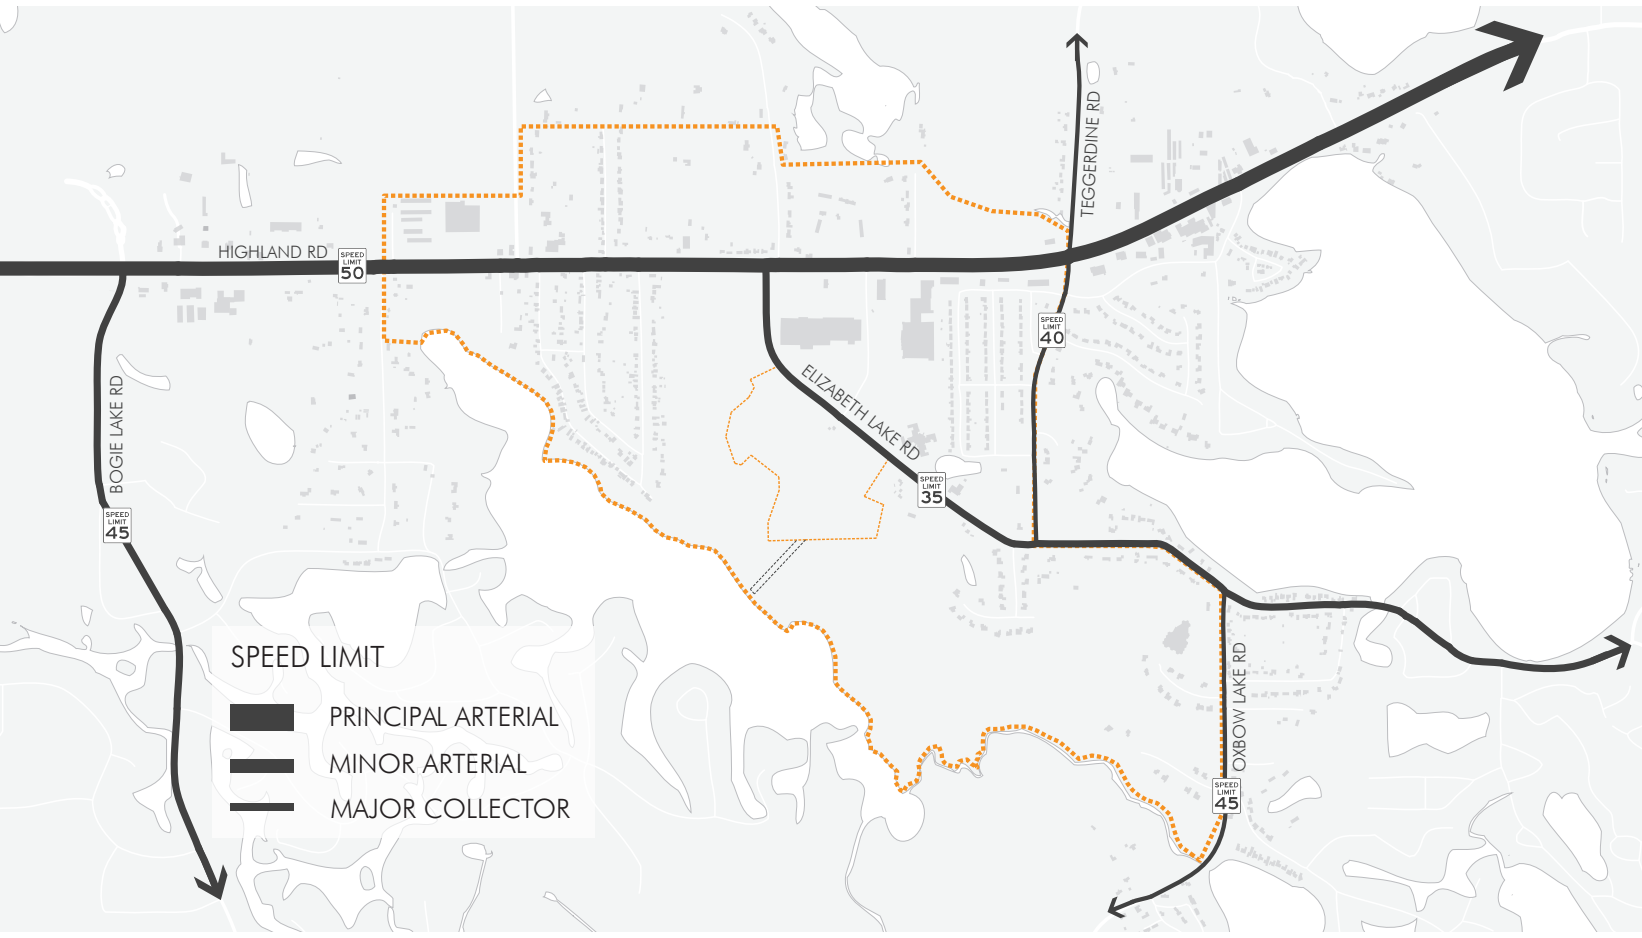 TEGGERDINE RD
HIGHLAND RD
SPEED
LIMIT
50
SPEED
LIMIT
40
ELIZABETH LAKE RD
BOGIE LAKE RD
SPEED
LIMIT
35
SPEED
LIMIT
45
SPEED LIMIT
PRINCIPAL ARTERIAL
MINOR ARTERIAL
MAJOR COLLECTOR
OXBOW LAKE RD
SPEED
LIMIT
45